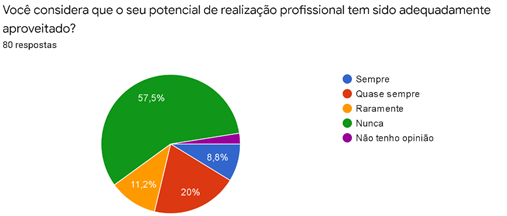 Você considera que o seu potencial de realização profissional tem sido adequadamente
aproveitado?
80 respostas
57,5%
11,2%
20%
8,8%
Sempre
Quase sempre
Raramente
Nunca
Não tenho opinião